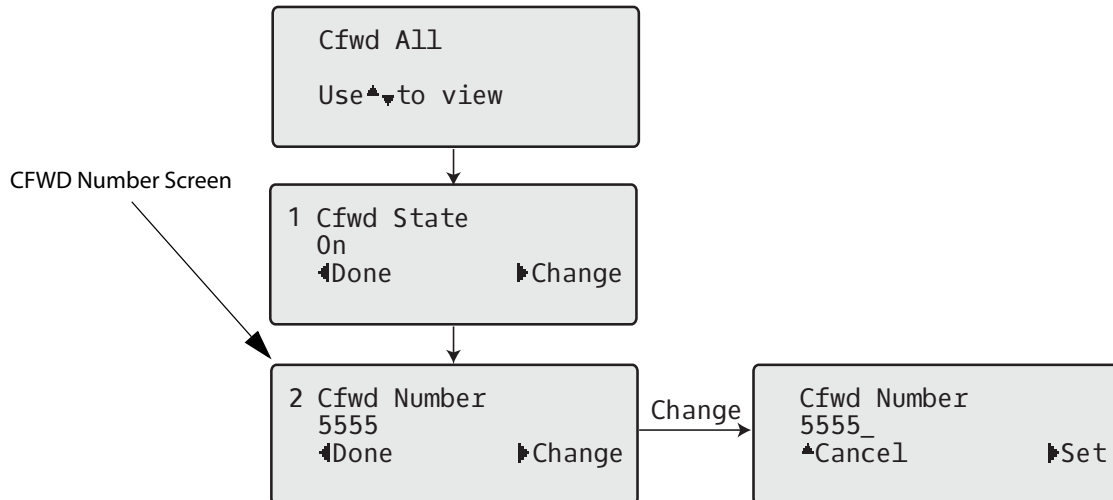 Cfwd All
Use▲▼to view
CFWD Number Screen
1 Cfwd State
On
◀Done ▶Change
2 Cfwd Number
5555
◀Done ▶Change
Change
Cfwd Number
5555_
▲Cancel ▶Set